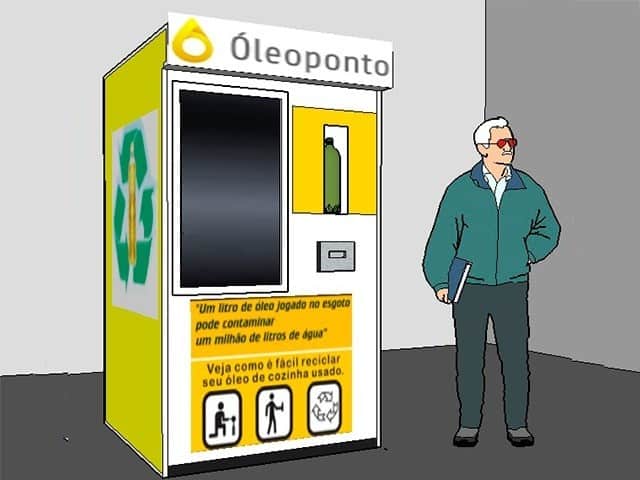 Óleoponto
"Um litro de óleo jogado no esgoto
pode contaminar
um milhão de litros de água"
Veja como é fácil reciclar
seu óleo de cozinha usado.